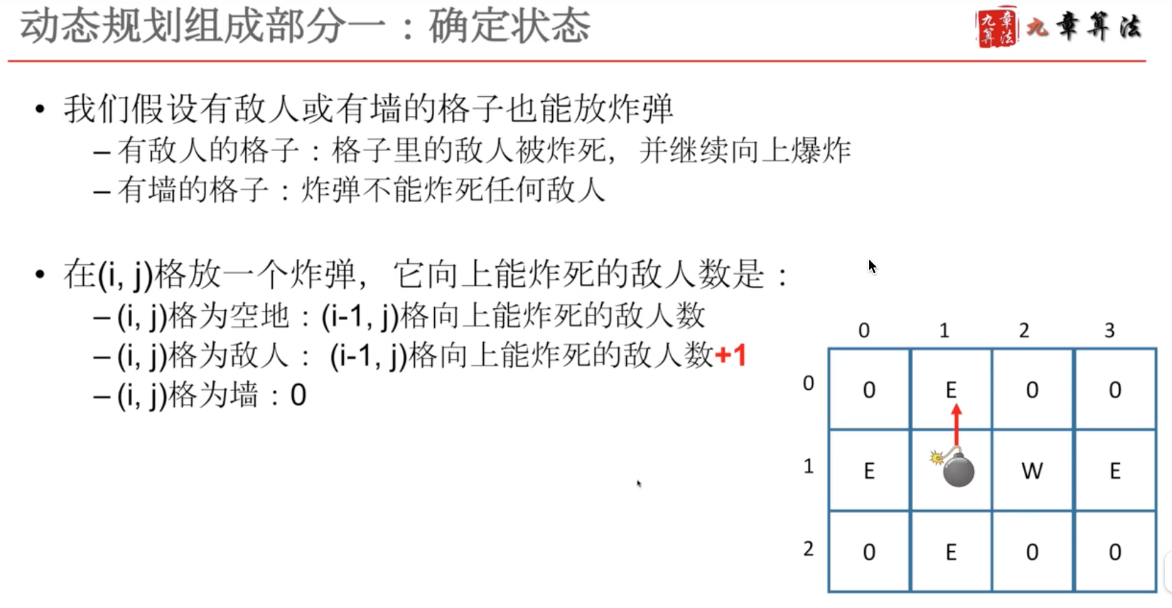 动态规划组成部分一：确定状态
九章算法 九章算法
• 我们假设有敌人或有墙的格子也能放炸弹
– 有敌人的格子：格子里的敌人被炸死，并继续向上爆炸
– 有墙的格子：炸弹不能炸死任何敌人
• 在(i, j)格放一个炸弹，它向上能炸死的敌人数是：
– (i, j)格为空地：(i-1, j)格向上能炸死的敌人数
– (i, j)格为敌人： (i-1, j)格向上能炸死的敌人数+1
– (i, j)格为墙：0
0 1 2 3
0 0 E 0 0
1 E W E
2 0 E 0 0